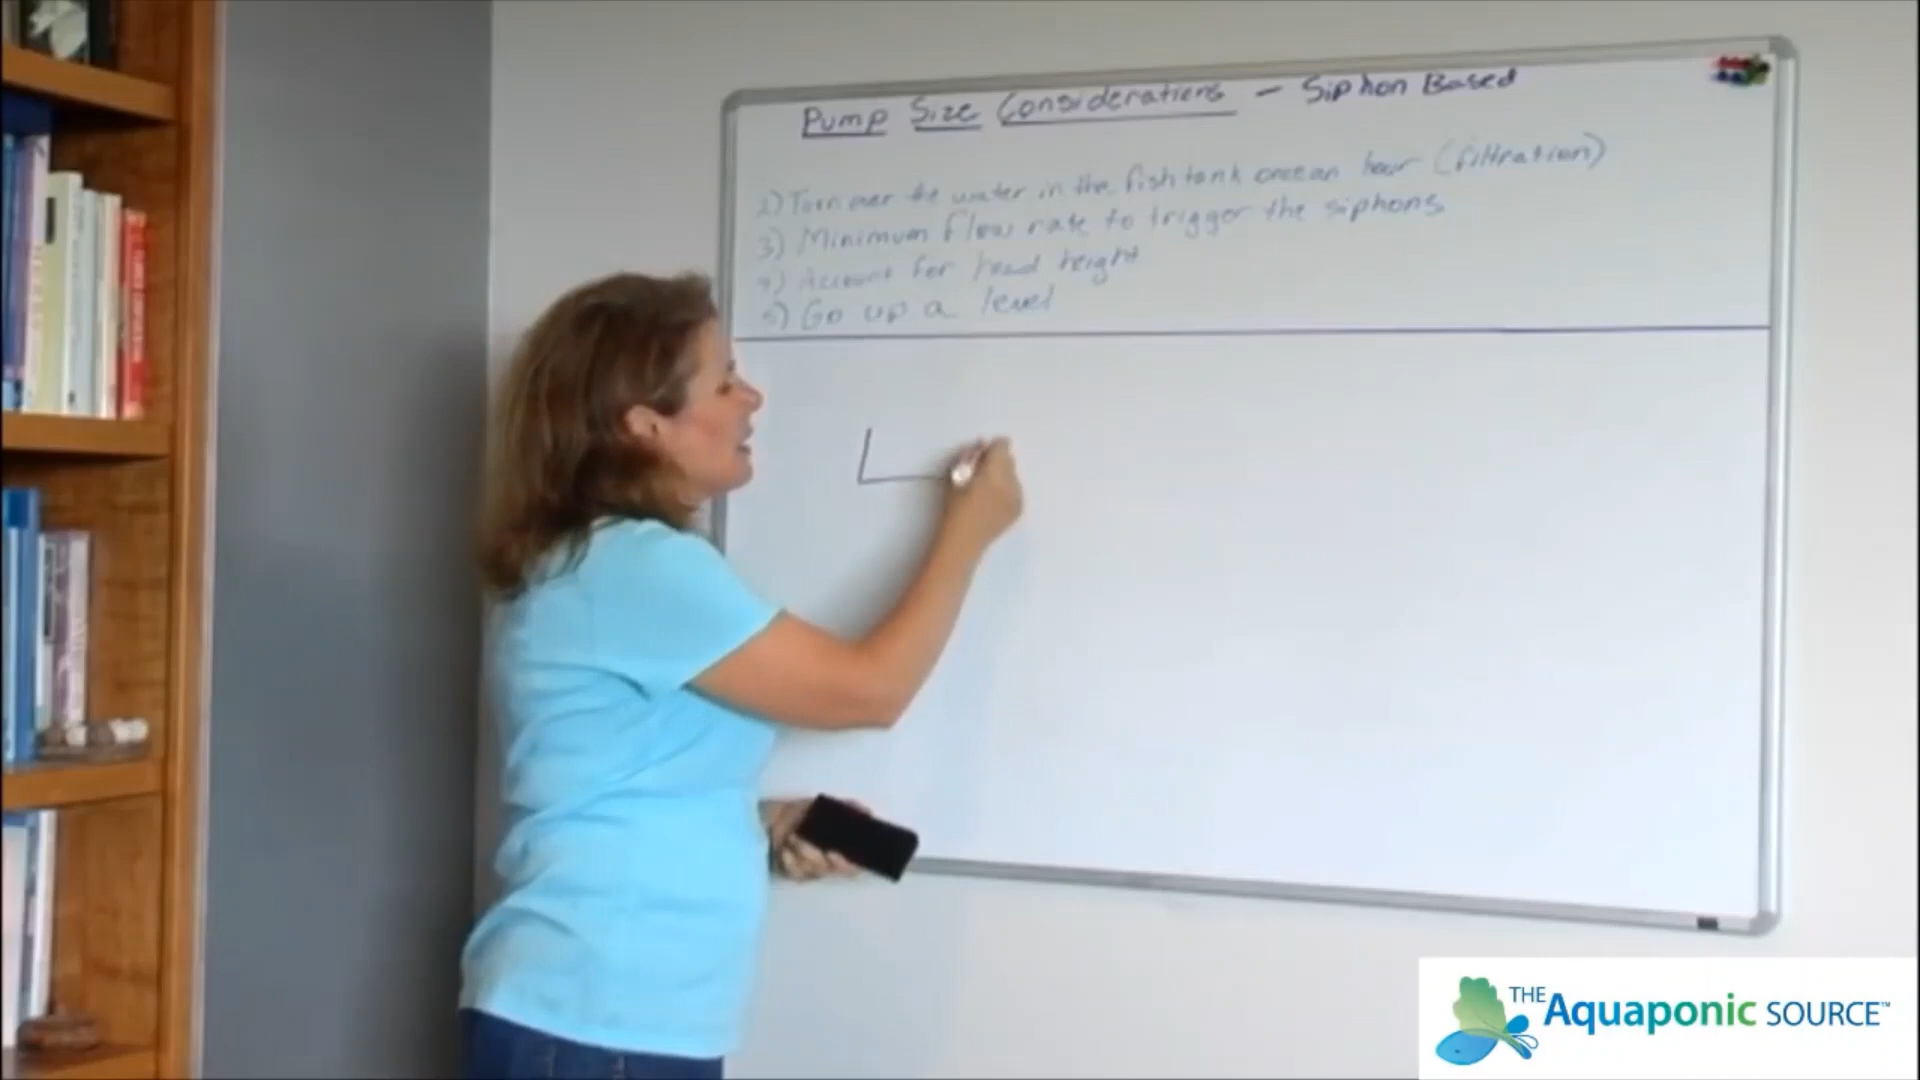 Pump Size Considerations - Siphon Based
2) Turn over the water in the fish tank once an hour (filtration)
3) Minimum flow rate to trigger the siphons
4) Account for head height
5) Go up a level
THE Aquaponic SOURCE™